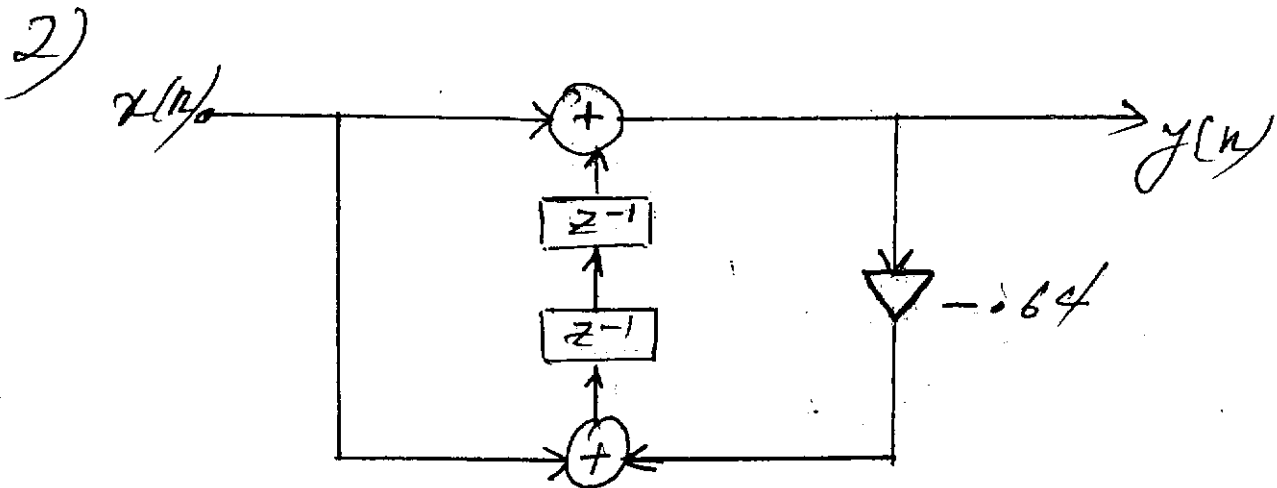 2)
x(n)
+
y(n)
z-1
-.64
z-1
+